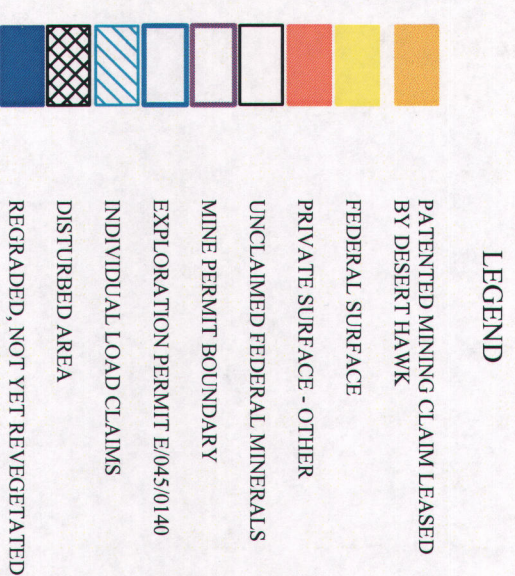 LEGEND
PATENTED MINING CLAIM LEASED
BY DESERT HAWK
FEDERAL SURFACE
PRIVATE SURFACE - OTHER
UNCLAIMED FEDERAL MINERALS
MINE PERMIT BOUNDARY
EXPLORATION PERMIT E/045/0140
INDIVIDUAL LOAD CLAIMS
DISTURBED AREA
REGRADED, NOT YET REVEGETATED